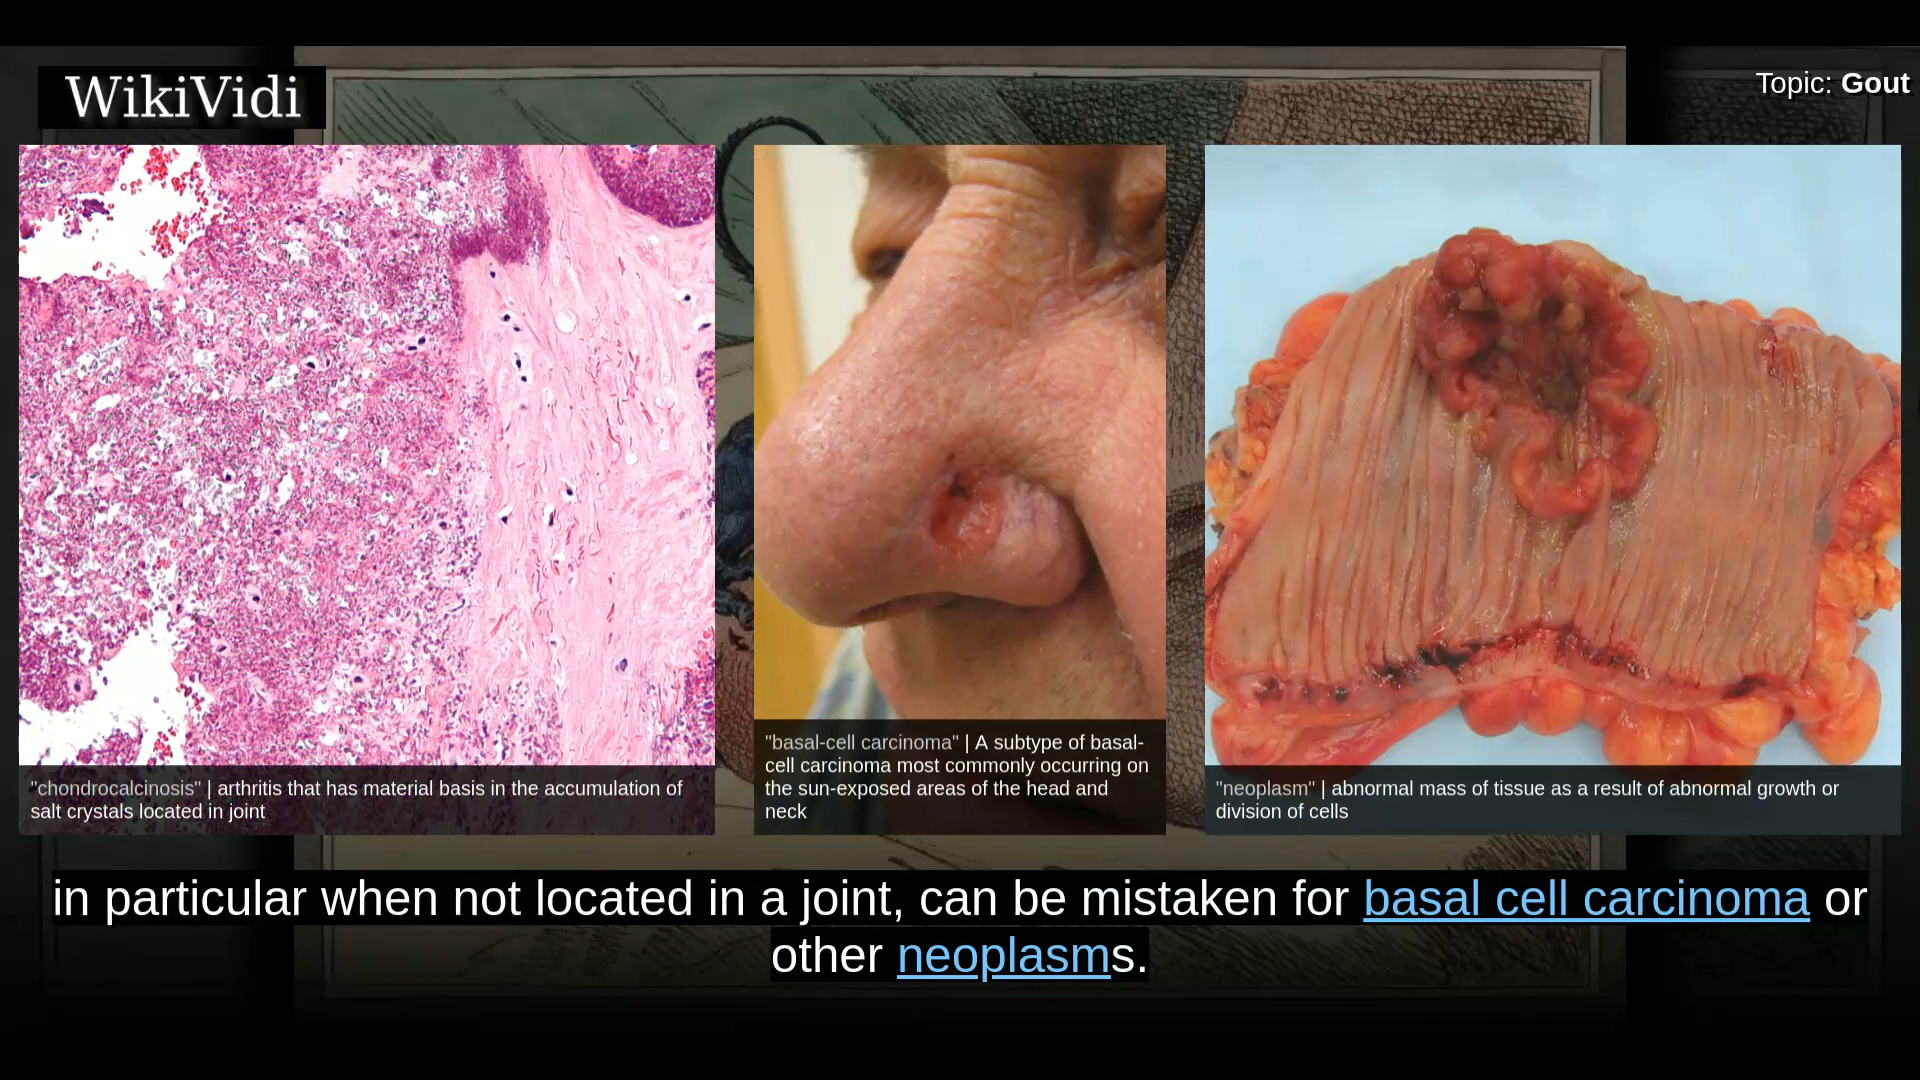 WikiVidi
Topic: Gout
"chondrocalcinosis" | arthritis that has material basis in the accumulation of
salt crystals located in joint
"basal-cell carcinoma" | A subtype of basal-
cell carcinoma most commonly occurring on
the sun-exposed areas of the head and
neck
"neoplasm" | abnormal mass of tissue as a result of abnormal growth or
division of cells
in particular when not located in a joint, can be mistaken for basal cell carcinoma or
other neoplasms.